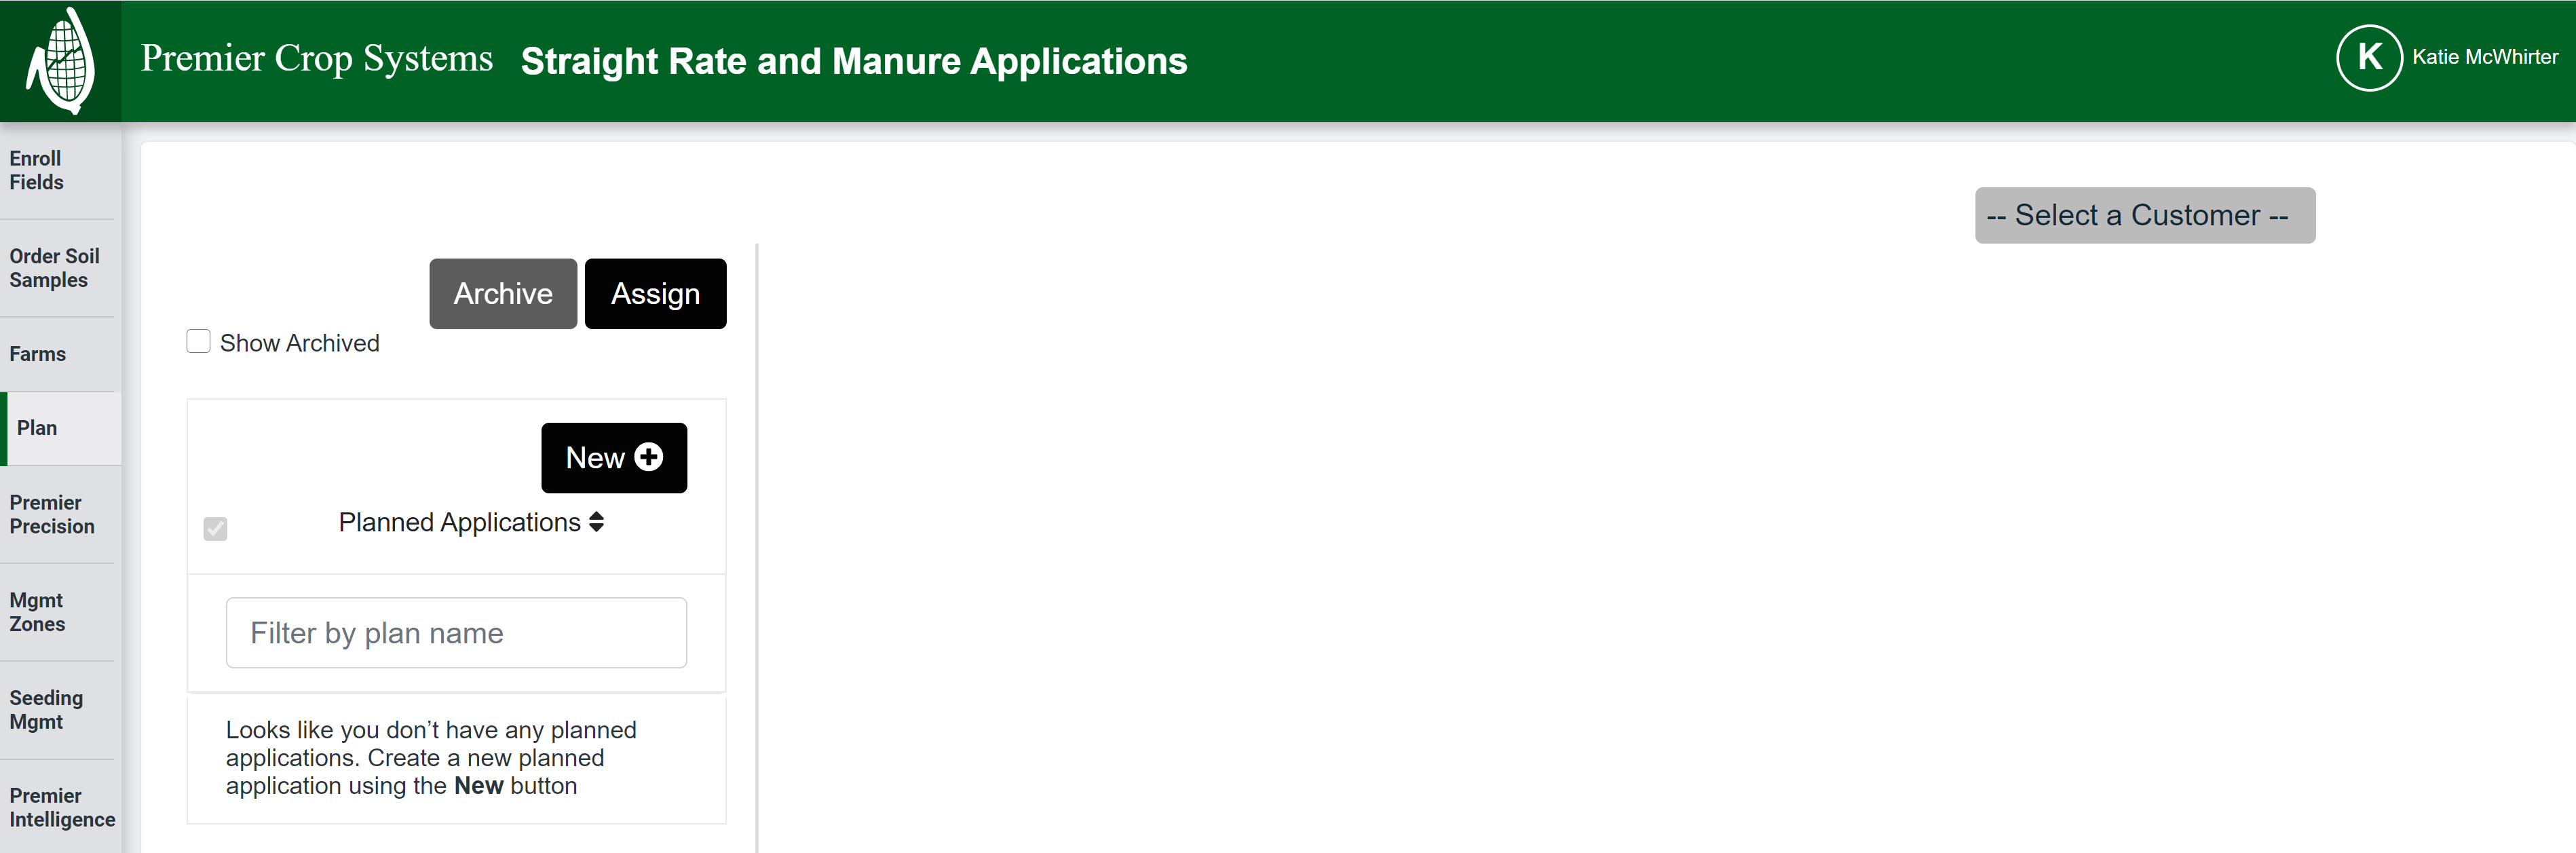 Premier Crop Systems Straight Rate and Manure Applications
K Katie McWhirter
Enroll
Fields
Order Soil
Samples
Farms
Plan
Premier
Precision
Mgmt
Zones
Seeding
Mgmt
Premier
Intelligence
-- Select a Customer --
Archive Assign
Show Archived
New
Planned Applications
Filter by plan name
Looks like you don’t have any planned
applications. Create a new planned
application using the New button